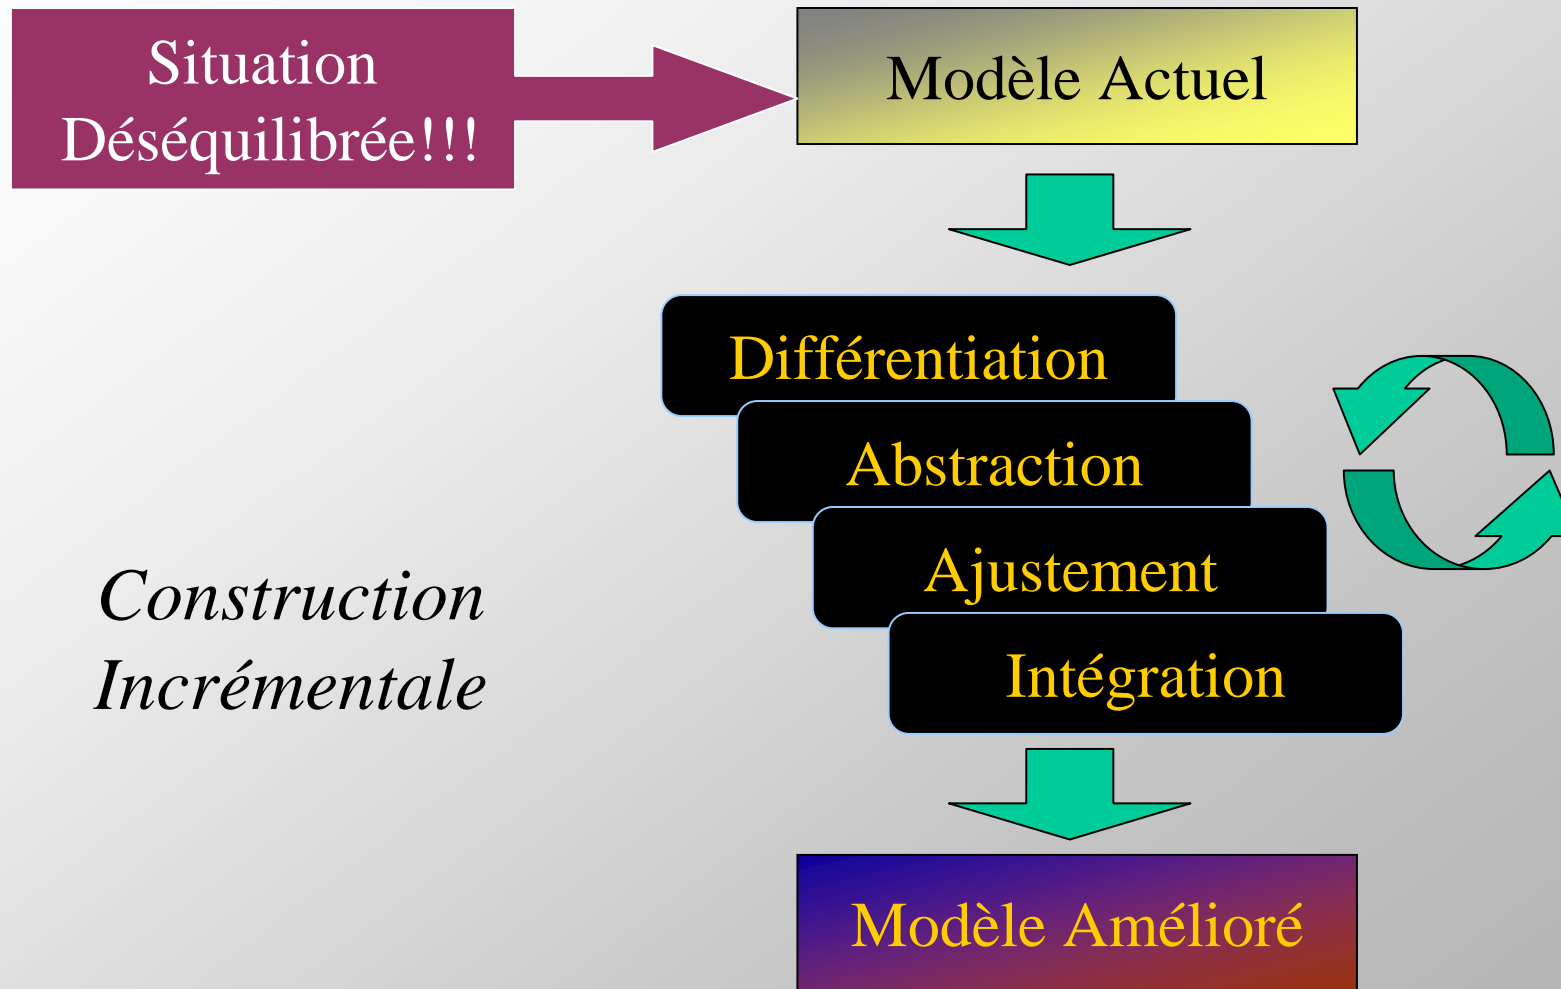 Situation
Déséquilibrée!!!
Modèle Actuel
Différentiation
Abstraction
Ajustement
Intégration
Construction
Incrémentale
Modèle Amélioré